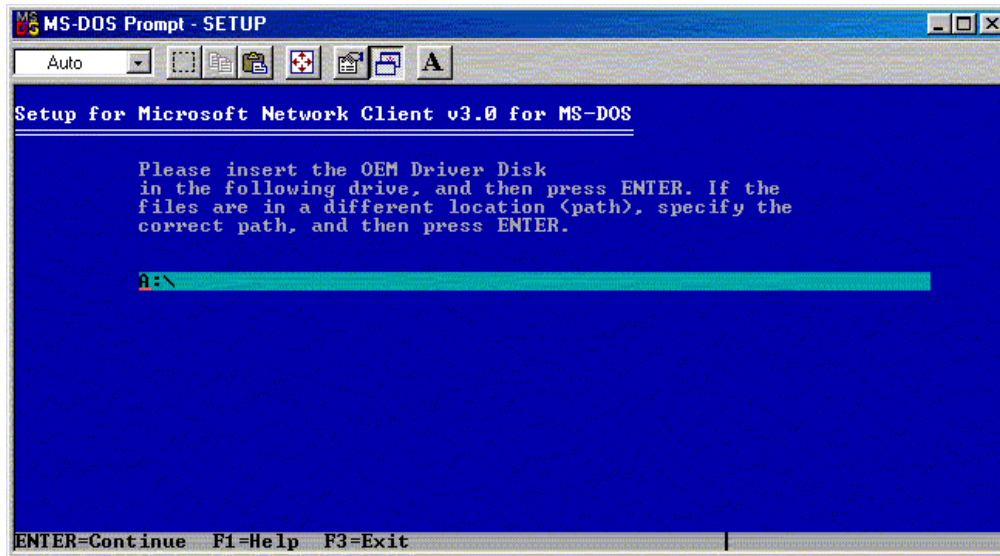 MS-DOS Prompt - SETUP
Auto
A
Setup for Microsoft Network Client v3.0 for MS-DOS
Please insert the OEM Driver Disk
in the following drive, and then press ENTER. If the
files are in a different location (path), specify the
correct path, and then press ENTER.
A:\
ENTER=Continue F1=Help F3=Exit